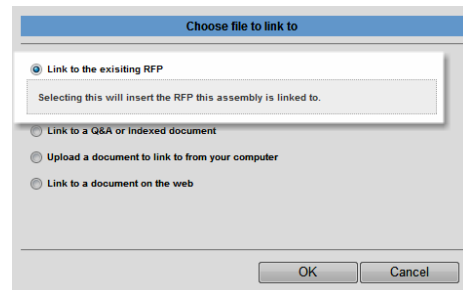 Choose file to link to
Link to the exisiting RFP
Selecting this will insert the RFP this assembly is linked to.
Link to a Q&A or Indexed document
Upload a document to link to from your computer
Link to a document on the web
OK Cancel